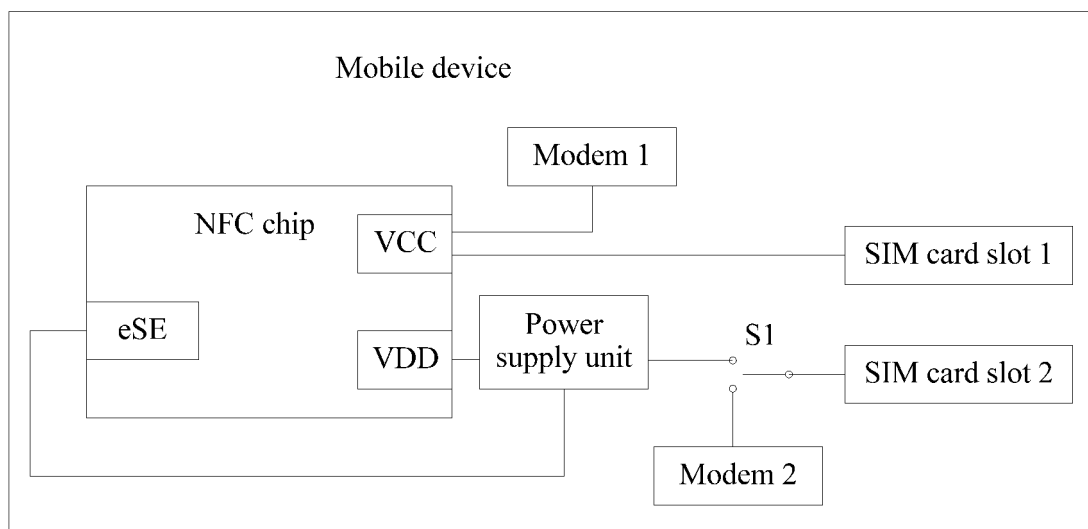 Mobile device
Modem 1
NFC chip
VCC
SIM card slot 1
eSE
Power
supply unit
S1
VDD
SIM card slot 2
Modem 2